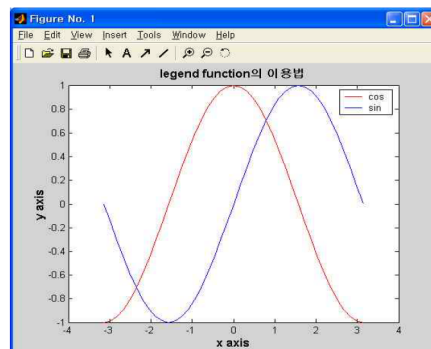 Figure No. 1
File Edit View Insert Tools Window Help
A
legend function의 이용법
cos
sin
y axis
1
0.8
0.6
0.4
0.2
0
-0.2
-0.4
-0.6
-0.8
-1
-4 -3 -2 -1 0 1 2 3 4
x axis